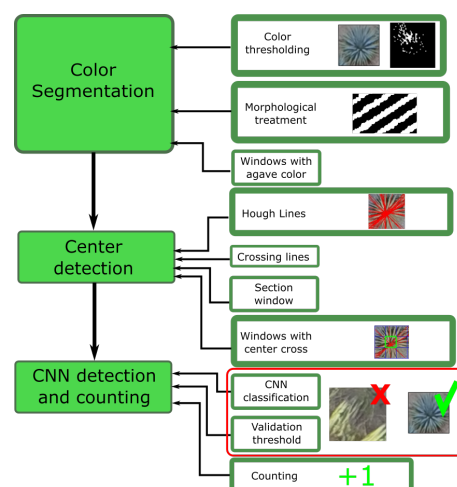 Color
Segmentation
Color
thresholding
Morphological
treatment
Windows with
agave color
Center
detection
Hough Lines
Crossing lines
Section
window
Windows with
center cross
CNN detection
and counting
CNN
classification
X
Validation
threshold
Counting
+1